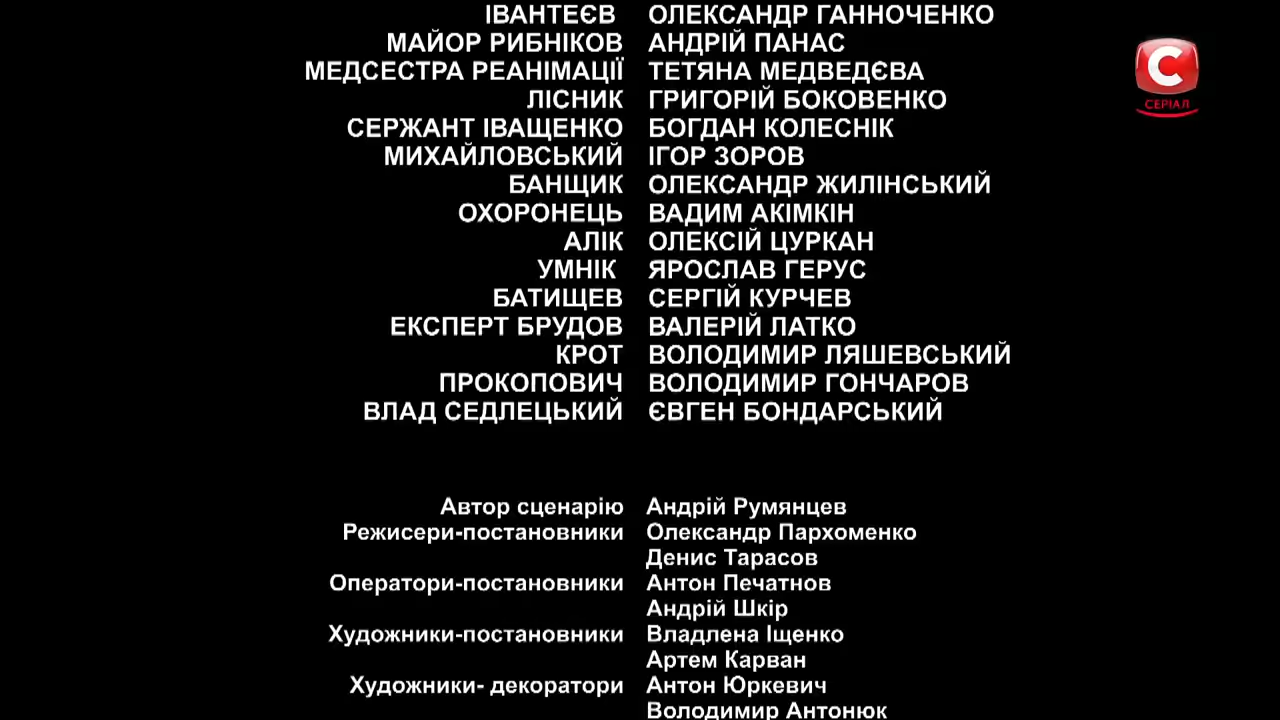 ІВАНТЕЄВ ОЛЕКСАНДР ГАННОЧЕНКО
МАЙОР РИБНІКОВ АНДРІЙ ПАНАС
МЕДСЕСТРА РЕАНІМАЦІЇ ТЕТЯНА МЕДВЕДЄВА
ЛІСНИК ГРИГОРІЙ БОКОВЕНКО
СЕРЖАНТ ІВАЩЕНКО БОГДАН КОЛЕСНІК
МИХАЙЛОВСЬКИЙ ІГОР ЗОРОВ
БАНЩИК ОЛЕКСАНДР ЖИЛІНСЬКИЙ
ОХОРОНЕЦЬ ВАДИМ АКІМКІН
АЛІК ОЛЕКСІЙ ЦУРКАН
УМНІК ЯРОСЛАВ ГЕРУС
БАТИЩЕВ СЕРГІЙ КУРЧЕВ
ЕКСПЕРТ БРУДОВ ВАЛЕРІЙ ЛАТКО
КРОТ ВОЛОДИМИР ЛЯШЕВСЬКИЙ
ПРОКОПОВИЧ ВОЛОДИМИР ГОНЧАРОВ
ВЛАД СЕДЛЕЦЬКИЙ ЄВГЕН БОНДАРСЬКИЙ
Автор сценарію Андрій Румянцев
Режисери-постановники Олександр Пархоменко
Денис Тарасов
Оператори-постановники Антон Печатнов
Андрій Шкір
Художники-постановники Владлена Іщенко
Артем Карван
Художники- декоратори Антон Юркевич
Володимир Антонюк
С
СЕРІАЛ